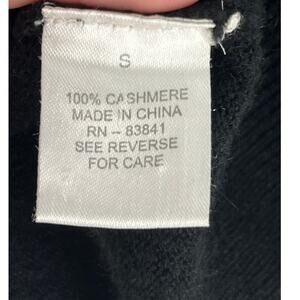 S
100% CASHMERE
MADE IN CHINA
RN – 83841
SEE REVERSE
FOR CARE